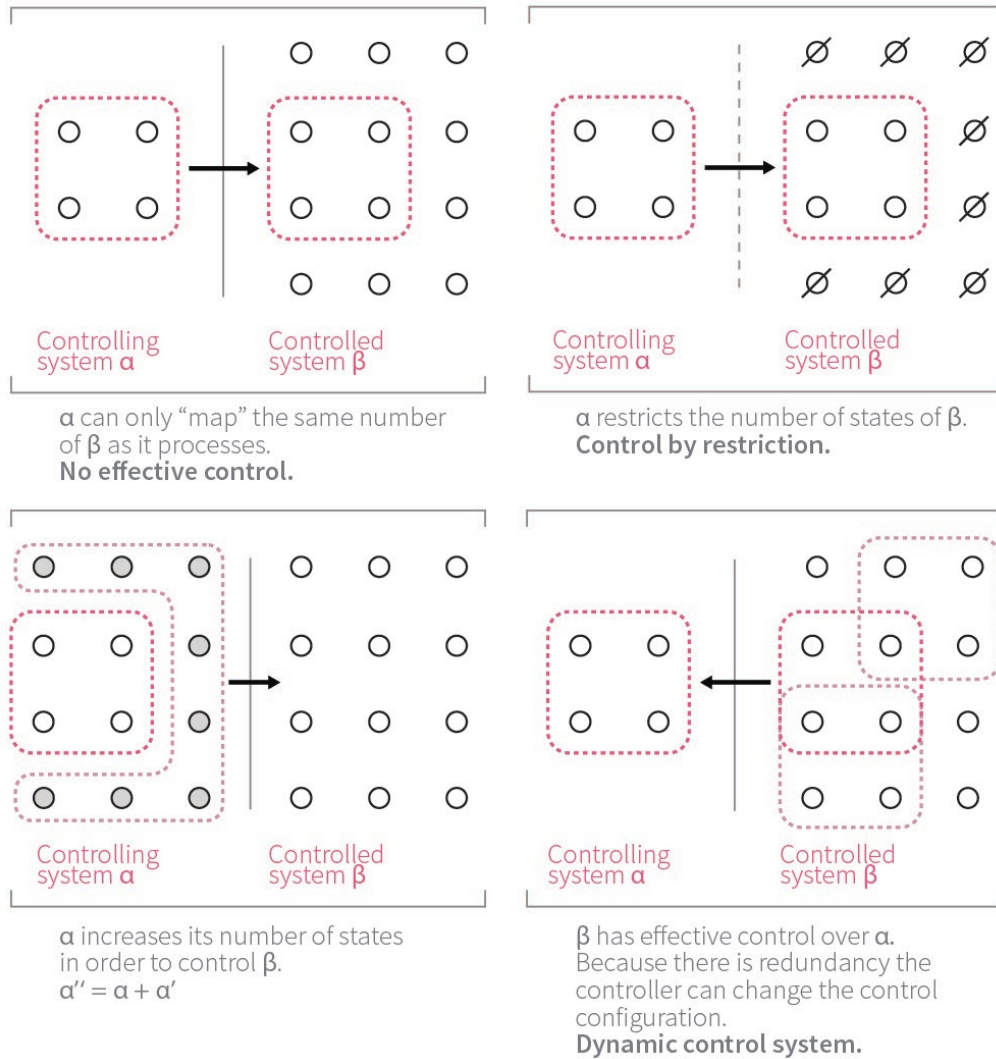 Controlling
system α
Controlled
system β
α can only “map” the same number
of β as it processes.
No effective control.
Controlling
system α
Controlled
system β
α restricts the number of states of β.
Control by restriction.
Controlling
system α
Controlled
system β
α increases its number of states
in order to control β.
α'' = α + α'
Controlling
system α
Controlled
system β
β has effective control over α.
Because there is redundancy the
controller can change the control
configuration.
Dynamic control system.